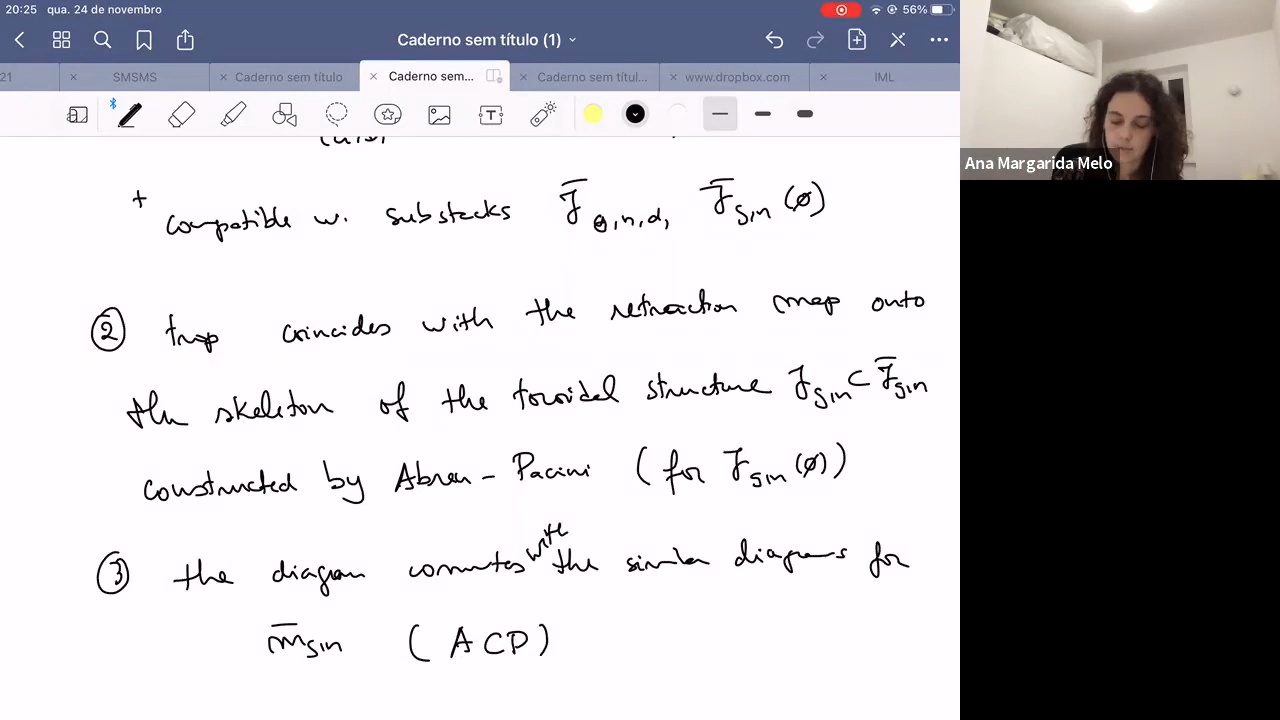 20:25 qua. 24 de novembro
56%
Caderno sem título (1)
21
SMSMS
Caderno sem título
Caderno sem...
Caderno sem títul...
www.dropbox.com
IML
Ana Margarida Melo
+ compatible w. substacks J̄_{θ,n,d}, J̄_{g,n}(φ)
② trop coincides with the retraction map onto
the skeleton of the toroidal structure J_{g,n} ⊂ J̄_{g,n}
constructed by Abreu - Pacini (for J_{g,n}(φ))
③ the diagram commutes with the similar diagrams for
M̄_{g,n} (ACP)